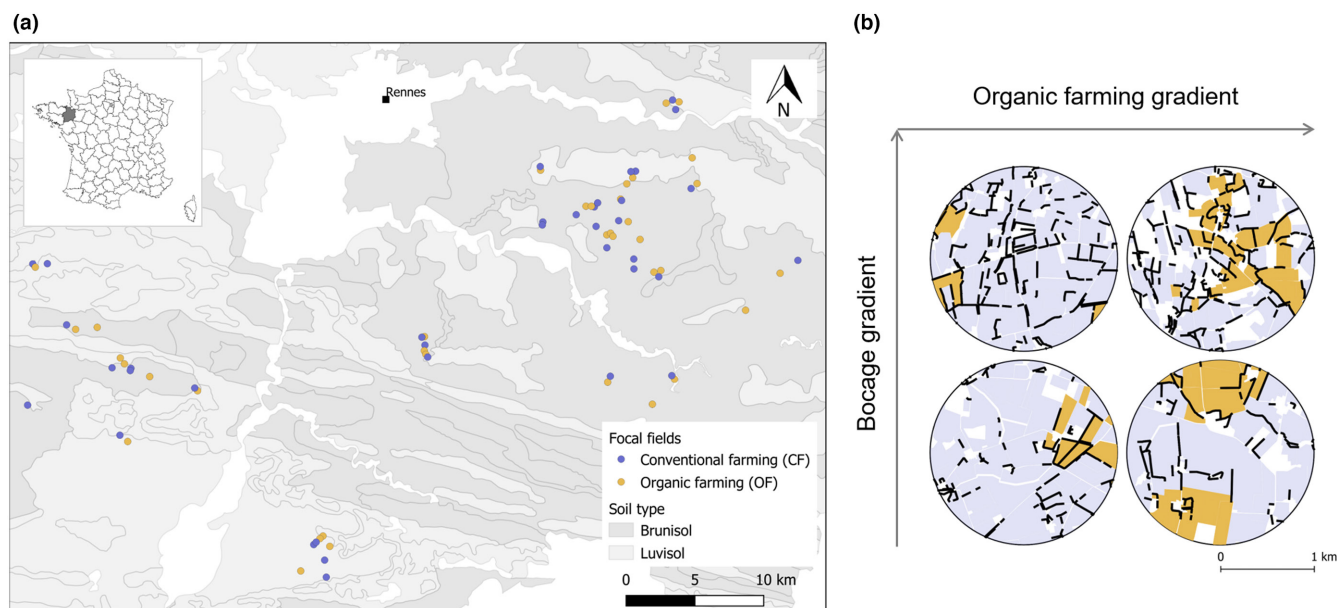 (a)
Rennes
N
Focal fields
Conventional farming (CF)
Organic farming (OF)
Soil type
Brunisol
Luvisol
0 5 10 km
(b)
Organic farming gradient
Bocage gradient
0 1 km